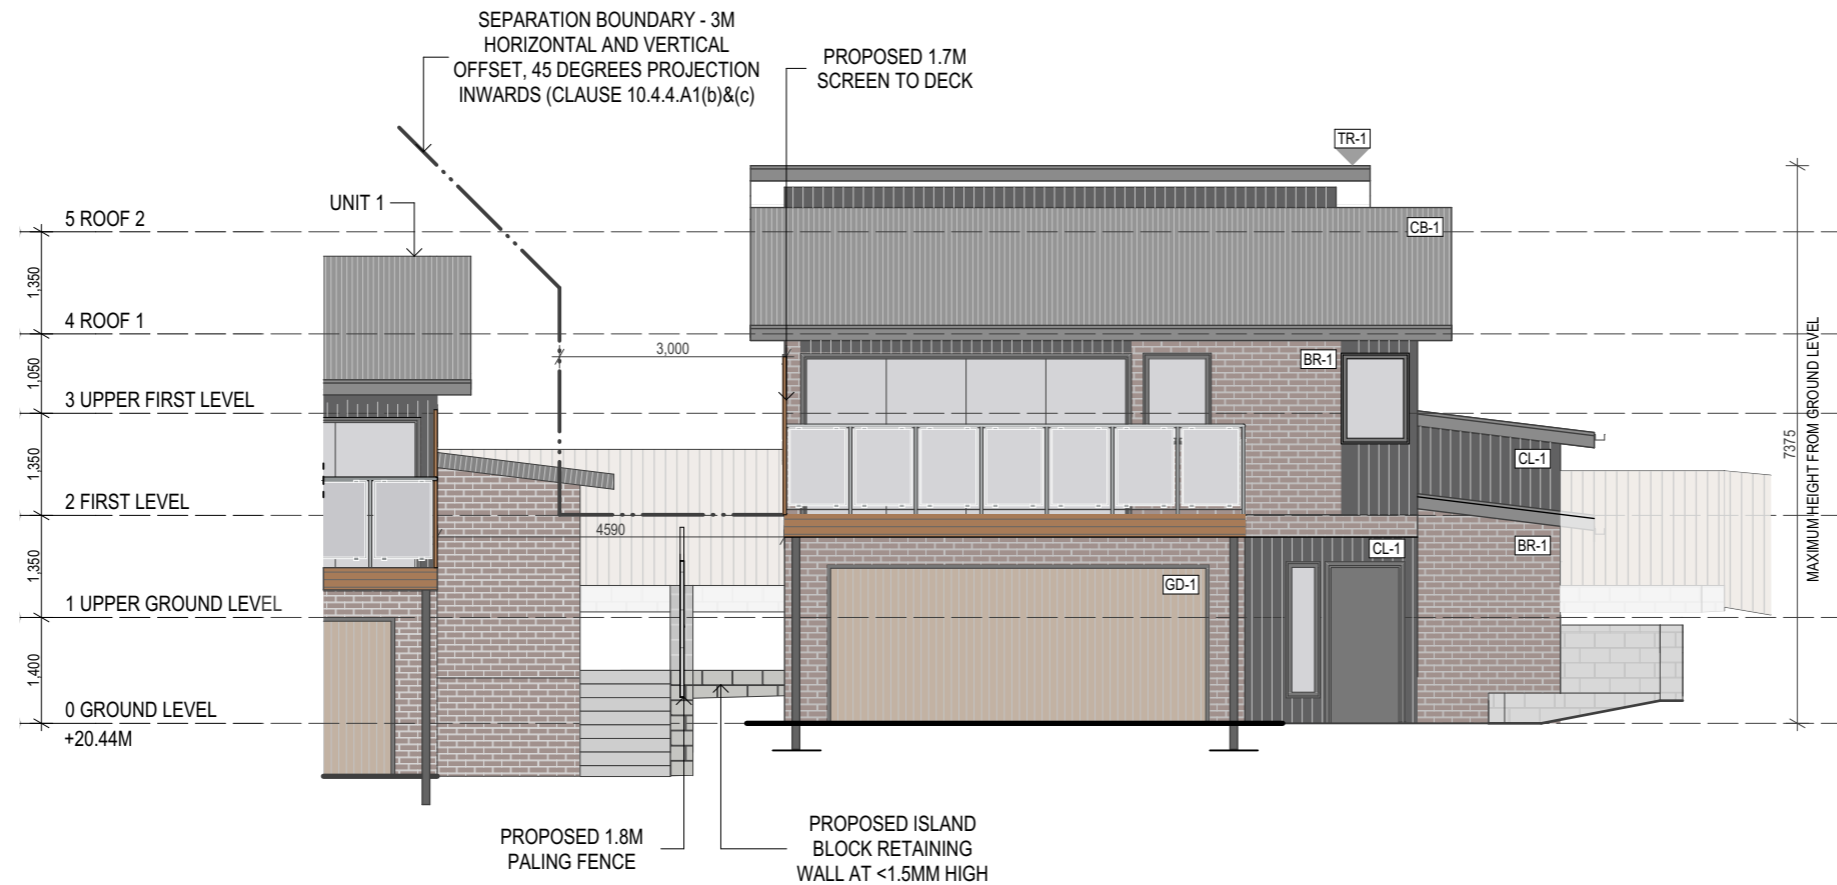 SEPARATION BOUNDARY - 3M
HORIZONTAL AND VERTICAL
OFFSET, 45 DEGREES PROJECTION
INWARDS (CLAUSE 10.4.4.A1(b)&(c)
PROPOSED 1.7M
SCREEN TO DECK
TR-1
UNIT 1
5 ROOF 2
CB-1
1,350
4 ROOF 1
3,000
BR-1
1,050
3 UPPER FIRST LEVEL
CL-1
1,350
2 FIRST LEVEL
4590
CL-1
BR-1
1,350
GD-1
1 UPPER GROUND LEVEL
1,400
0 GROUND LEVEL
+20.44M
7375
MAXIMUM HEIGHT FROM GROUND LEVEL
PROPOSED 1.8M
PALING FENCE
PROPOSED ISLAND
BLOCK RETAINING
WALL AT <1.5MM HIGH